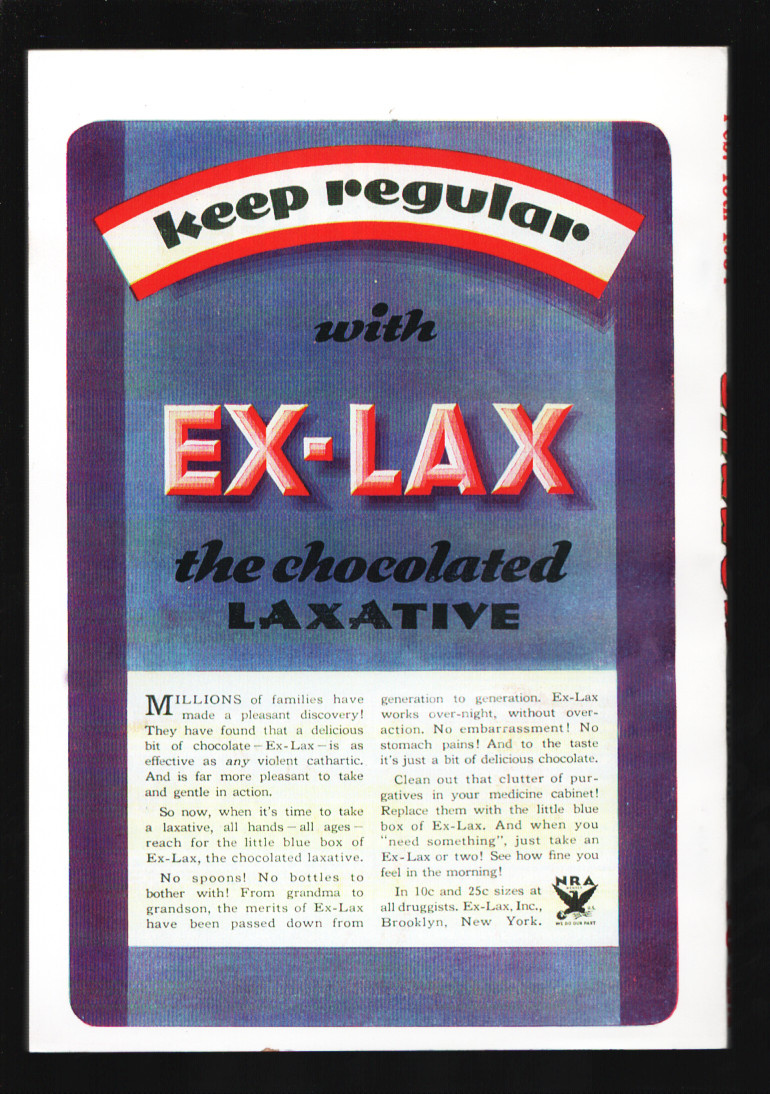 keep regular
with
EX-LAX
the chocolated
LAXATIVE
MILLIONS of families have
made a pleasant discovery!
They have found that a delicious
bit of chocolate—Ex-Lax—is as
effective as any violent cathartic.
And is far more pleasant to take
and gentle in action.
So now, when it's time to take
a laxative, all hands—all ages—
reach for the little blue box of
Ex-Lax, the chocolated laxative.
No spoons! No bottles to
bother with! From grandma to
grandson, the merits of Ex-Lax
have been passed down from
generation to generation. Ex-Lax
works over-night, without over-
action. No embarrassment! No
stomach pains! And to the taste
it's just a bit of delicious chocolate.
Clean out that clutter of pur-
gatives in your medicine cabinet!
Replace them with the little blue
box of Ex-Lax. And when you
"need something", just take an
Ex-Lax or two! See how fine you
feel in the morning!
In 10c and 25c sizes at
all druggists. Ex-Lax, Inc.,
Brooklyn, New York.
NRA
MEMBER
U.S.
WE DO OUR PART